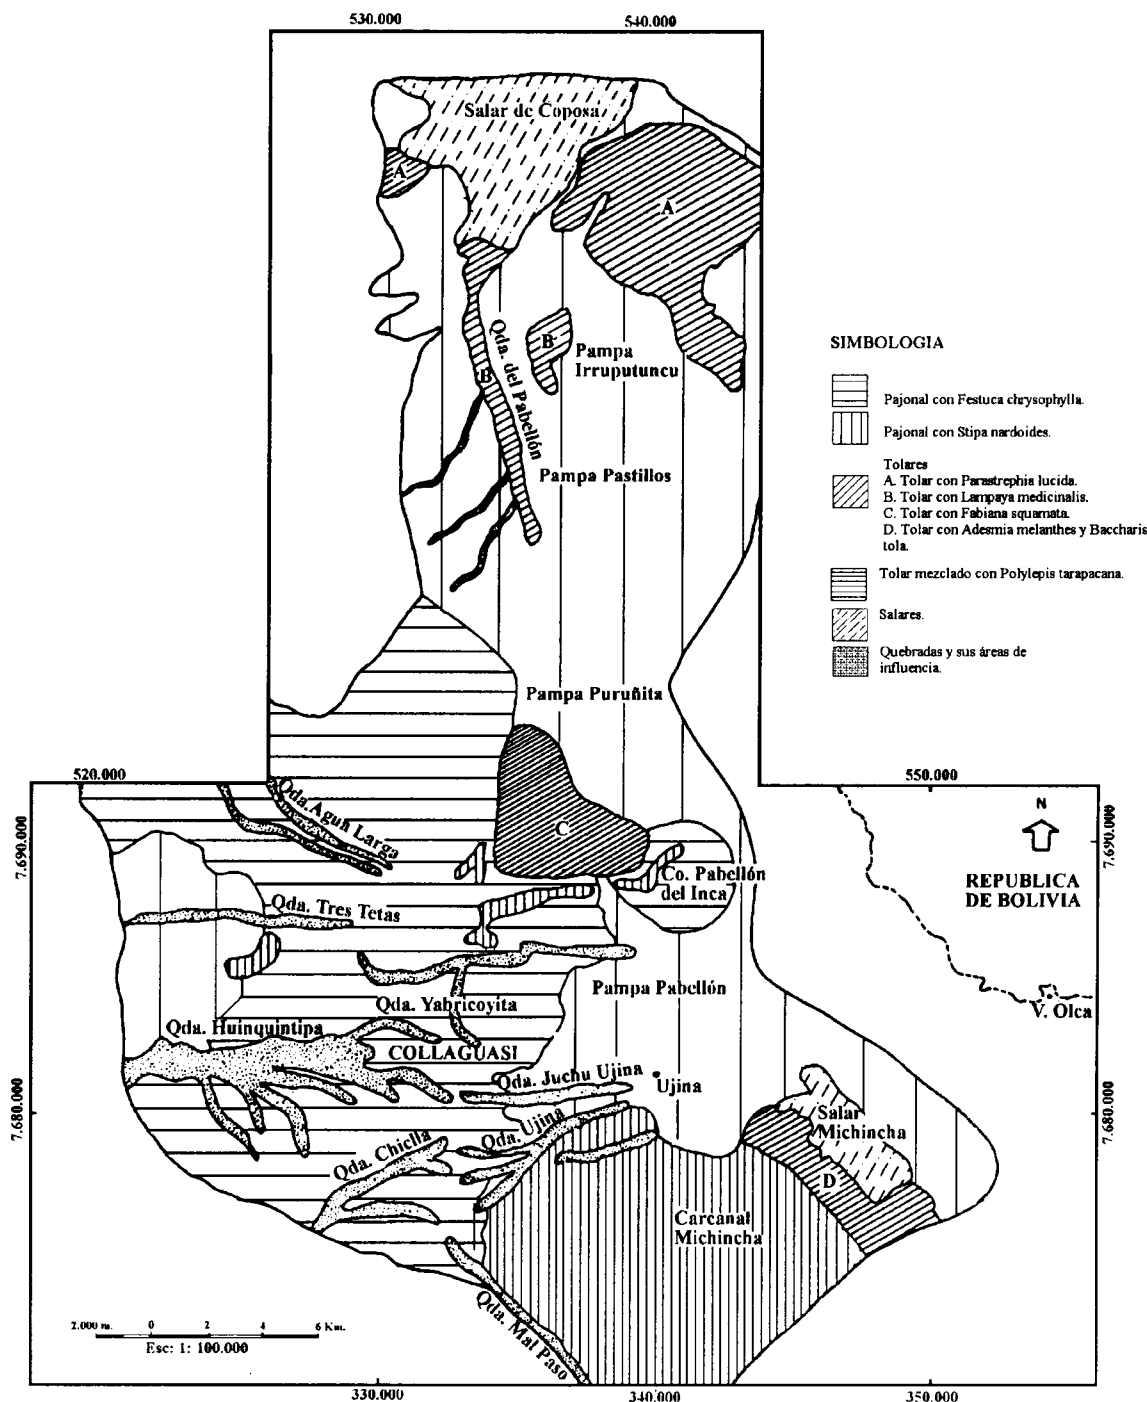 530.000
540.000
Salar de Coposa
A
A
Qda. del Pabellón
B
B
Pampa
Irruputuncu
SIMBOLOGIA
Pajonal con Festuca chrysophylla.
Pajonal con Stipa nardoides.
Tolares
A. Tolar con Parastrephia lucida.
B. Tolar con Lampaya medicinalis.
C. Tolar con Fabiana squamata.
D. Tolar con Adesmia melanthes y Baccharis
tola.
Pampa Pastillos
Tolar mezclado con Polylepis tarapacana.
Salares.
Quebradas y sus áreas de
influencia.
Pampa Puruñita
520.000
550.000
Qda. Agua Larga
C
N
7.690.000
7.690.000
Co. Pabellón
del Inca
REPUBLICA
DE BOLIVIA
Qda. Tres Tetas
Pampa Pabellón
Qda. Yabricoyita
V. Olca
Qda. Huinquintipa
COLLAGUASI
Qda. Juchu Ujina
Ujina
7.680.000
7.680.000
Salar
Michincha
Qda. Ujina
Qda. Chiclla
D
Carcanal
Michincha
Qda. Mal Paso
2.000 m. 0 2 4 6 Km.
Esc: 1: 100.000
330.000
340.000
350.000